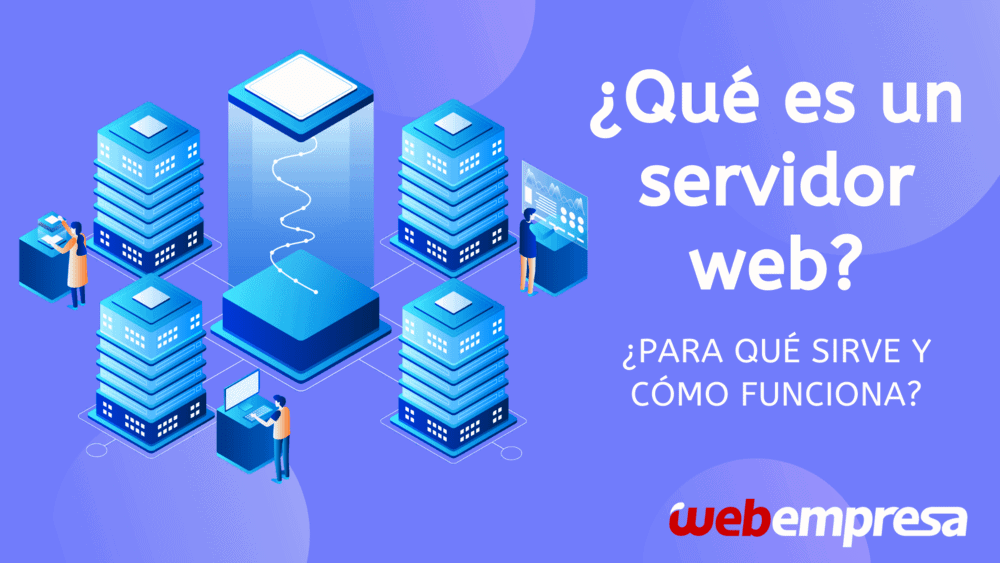 ¿Qué es un
servidor
web?
¿PARA QUÉ SIRVE Y
CÓMO FUNCIONA?
webempresa